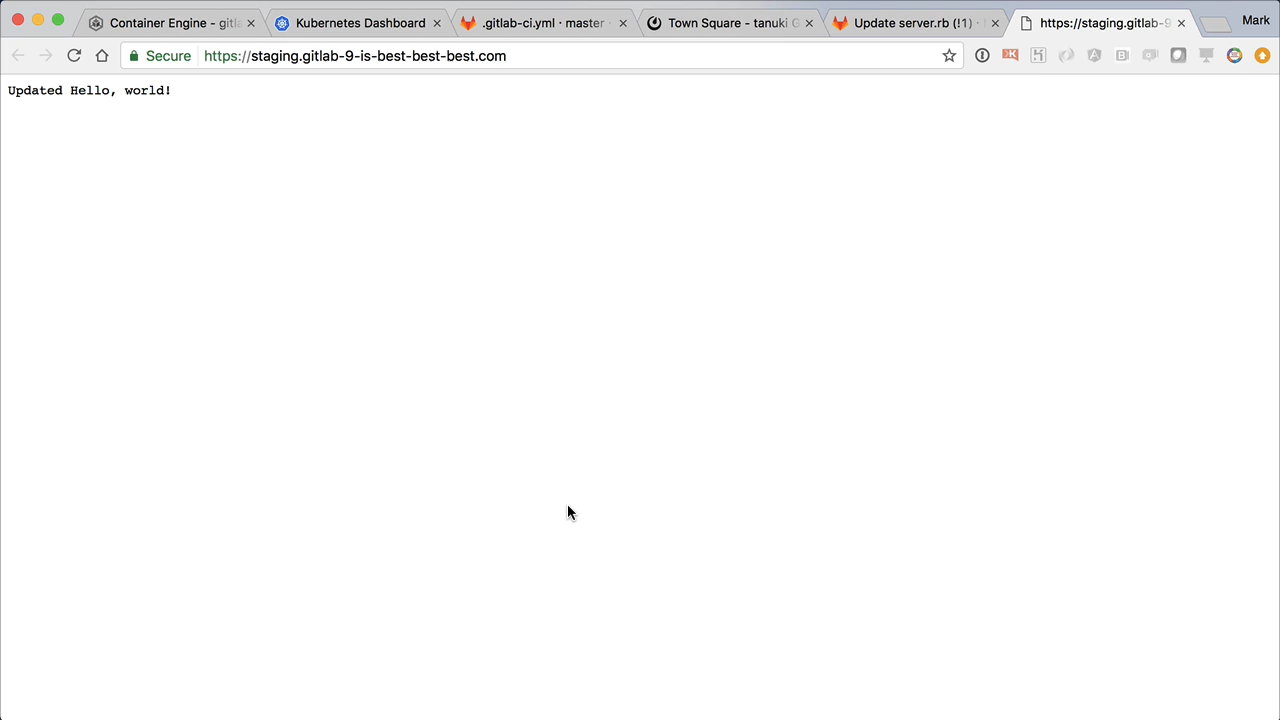 Container Engine - gitla
Kubernetes Dashboard
.gitlab-ci.yml · master ·
Town Square - tanuki G
Update server.rb (!1) ·
https://staging.gitlab-9
Mark
Secure
https://staging.gitlab-9-is-best-best-best.com
Updated Hello, world!